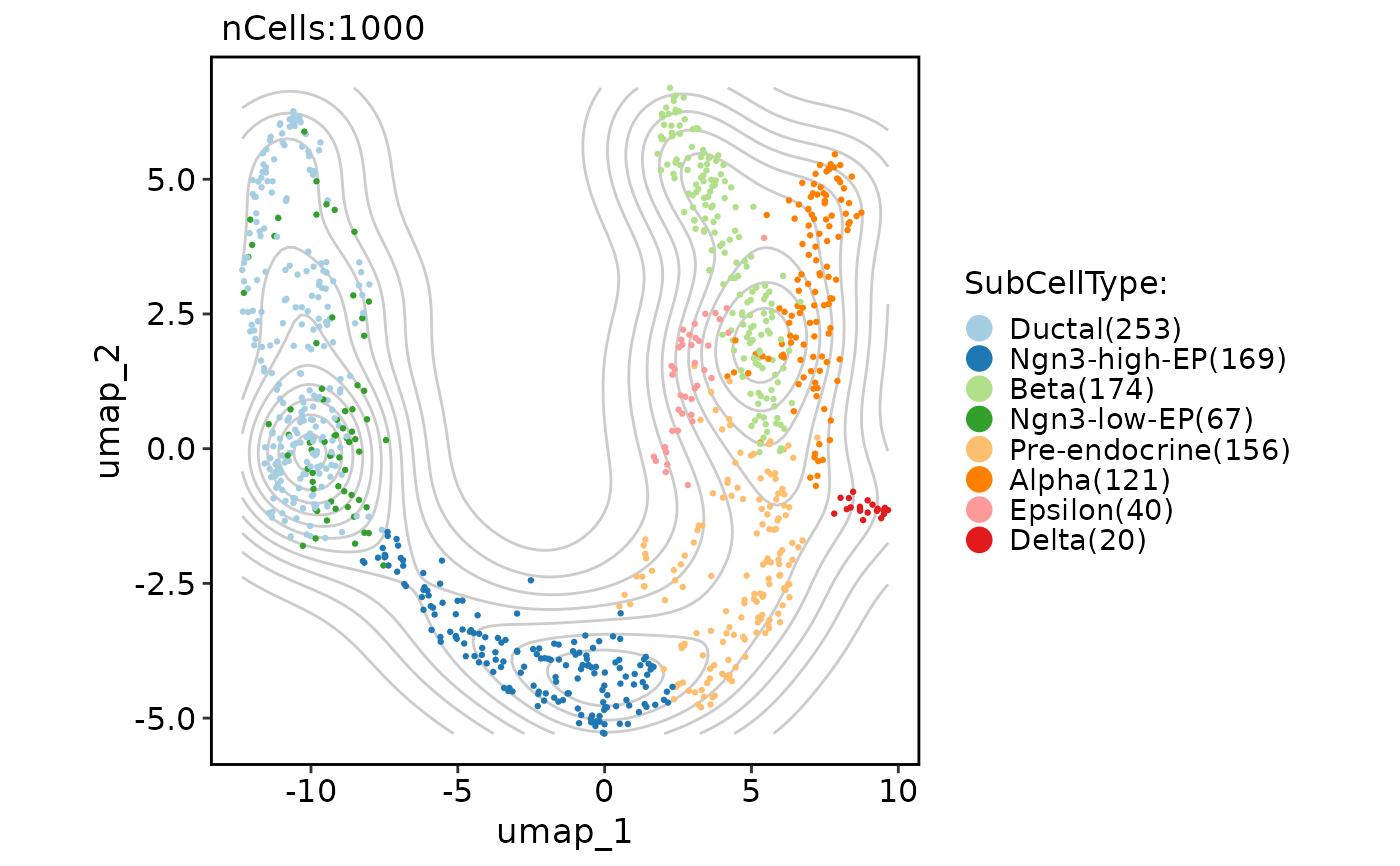 nCells:1000
5.0
2.5
0.0
-2.5
-5.0
umap_2
-10
-5
0
5
10
umap_1
SubCellType:
Ductal(253)
Ngn3-high-EP(169)
Beta(174)
Ngn3-low-EP(67)
Pre-endocrine(156)
Alpha(121)
Epsilon(40)
Delta(20)